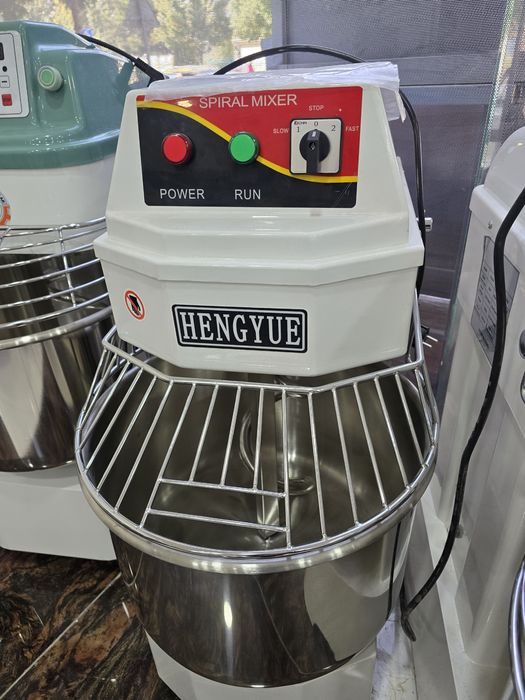 SPIRAL MIXER
STOP
SLOW 1 0 2 FAST
POWER RUN
HENGYUE